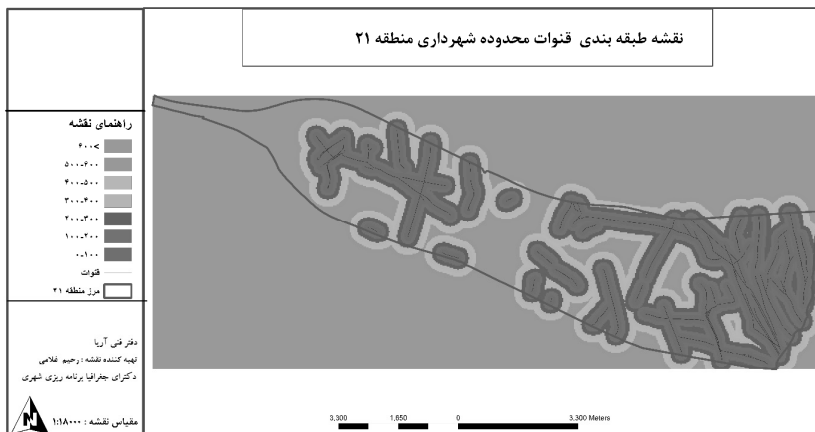 نقشه طبقه بندی قنوات محدوده شهرداری منطقه ۲۱
راهنمای نقشه
۶۰۰<
۵۰۰-۶۰۰
۴۰۰-۵۰۰
۳۰۰-۴۰۰
۲۰۰-۳۰۰
۱۰۰-۲۰۰
۰-۱۰۰
قنوات
مرز منطقه ۲۱
دفتر فنی آریا
تهیه کننده نقشه : رحیم غلامی
دکترای جغرافیا برنامه ریزی شهری
مقیاس نقشه : ۱:۱۸۰۰۰
N
3,300 1,650 0 3,300 Meters